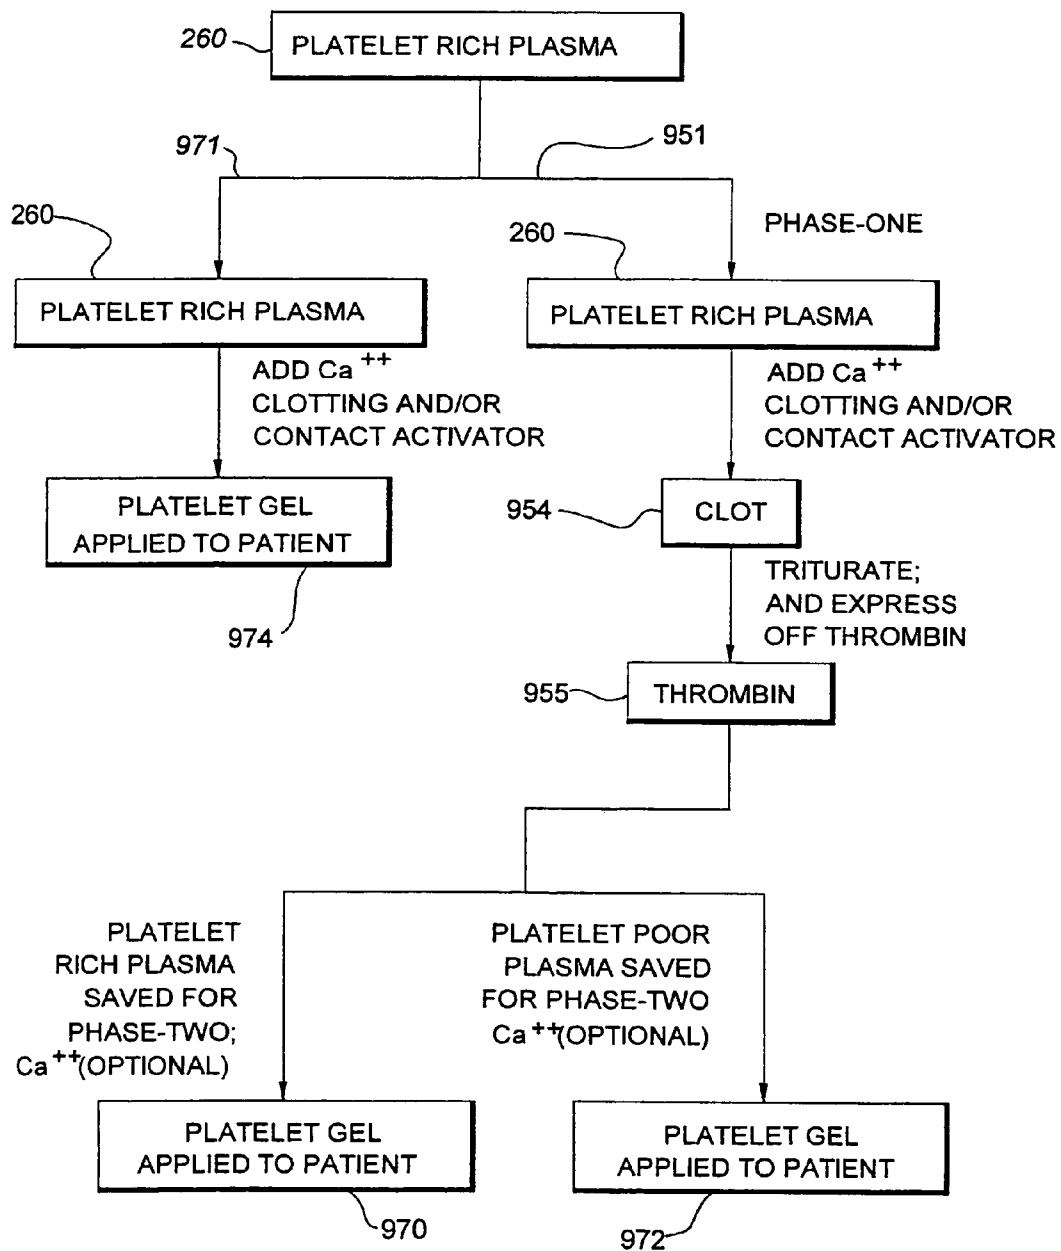 260
PLATELET RICH PLASMA
971
951
260
PHASE-ONE
260
PLATELET RICH PLASMA
PLATELET RICH PLASMA
ADD Ca++
CLOTTING AND/OR
CONTACT ACTIVATOR
ADD Ca++
CLOTTING AND/OR
CONTACT ACTIVATOR
PLATELET GEL
APPLIED TO PATIENT
974
954
CLOT
TRITURATE;
AND EXPRESS
OFF THROMBIN
955
THROMBIN
PLATELET
RICH PLASMA
SAVED FOR
PHASE-TWO;
Ca++(OPTIONAL)
PLATELET POOR
PLASMA SAVED
FOR PHASE-TWO
Ca++(OPTIONAL)
PLATELET GEL
APPLIED TO PATIENT
970
PLATELET GEL
APPLIED TO PATIENT
972